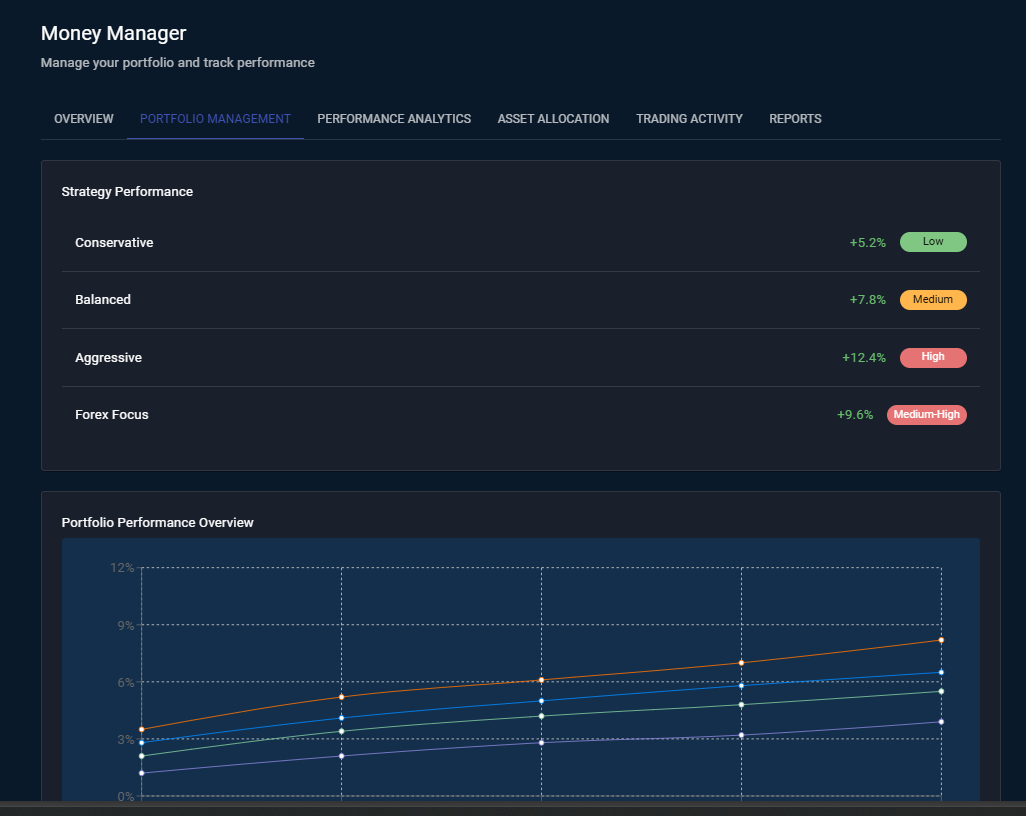 Money Manager
Manage your portfolio and track performance
OVERVIEW PORTFOLIO MANAGEMENT PERFORMANCE ANALYTICS ASSET ALLOCATION TRADING ACTIVITY REPORTS
Strategy Performance
Conservative +5.2% Low
Balanced +7.8% Medium
Aggressive +12.4% High
Forex Focus +9.6% Medium-High
Portfolio Performance Overview
12%
9%
6%
3%
0%